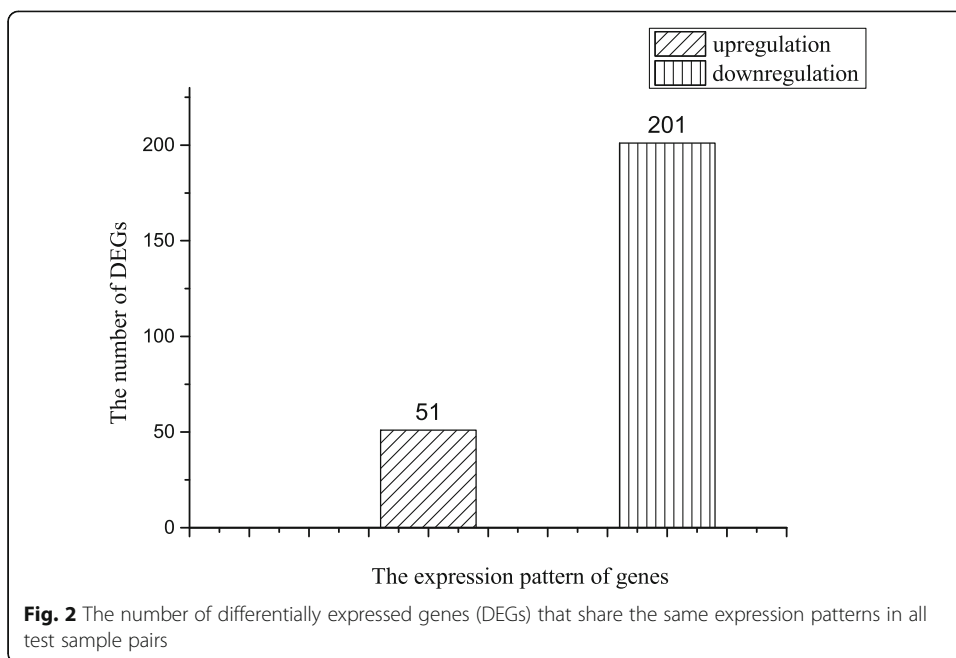 upregulation
downregulation
201
200
150
The number of DEGs
100
51
50
0
The expression pattern of genes
Fig. 2 The number of differentially expressed genes (DEGs) that share the same expression patterns in all
test sample pairs